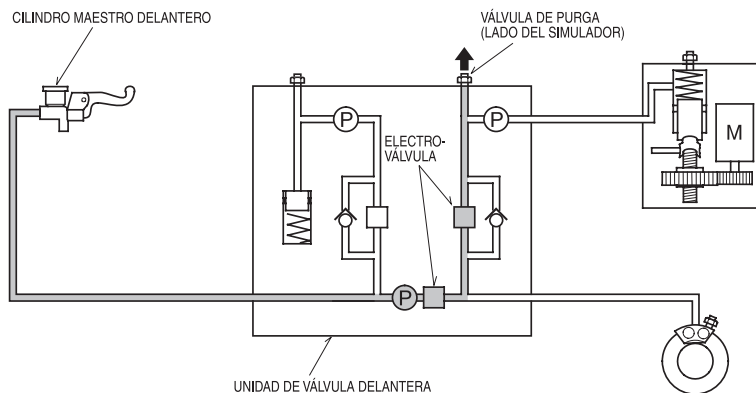 CILINDRO MAESTRO DELANTERO
VÁLVULA DE PURGA
(LADO DEL SIMULADOR)
P
P
ELECTRO-
VÁLVULA
M
P
UNIDAD DE VÁLVULA DELANTERA